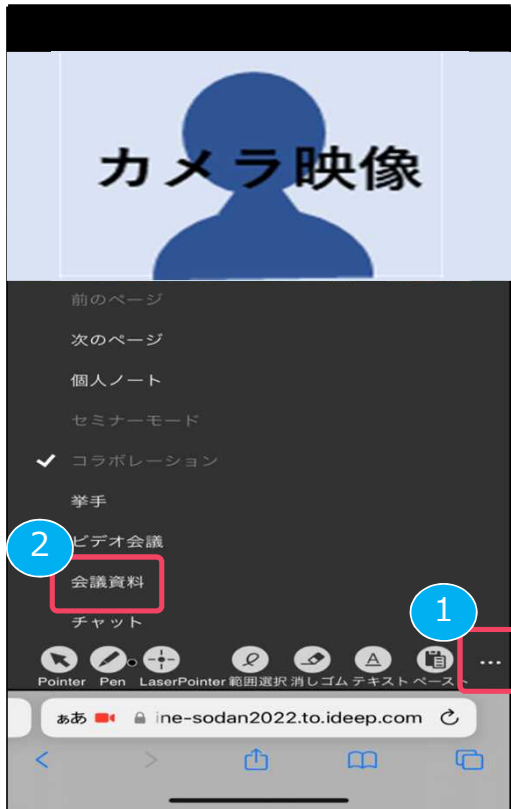 カメラ映像
前のページ
次のページ
個人ノート
セミナーモード
コラボレーション
挙手
ビデオ会議
2
会議資料
1
チャット
...
Pointer Pen LaserPointer 範囲選択 消しゴム テキスト ペースト
ぁあ ine-sodan2022.to.ideep.com